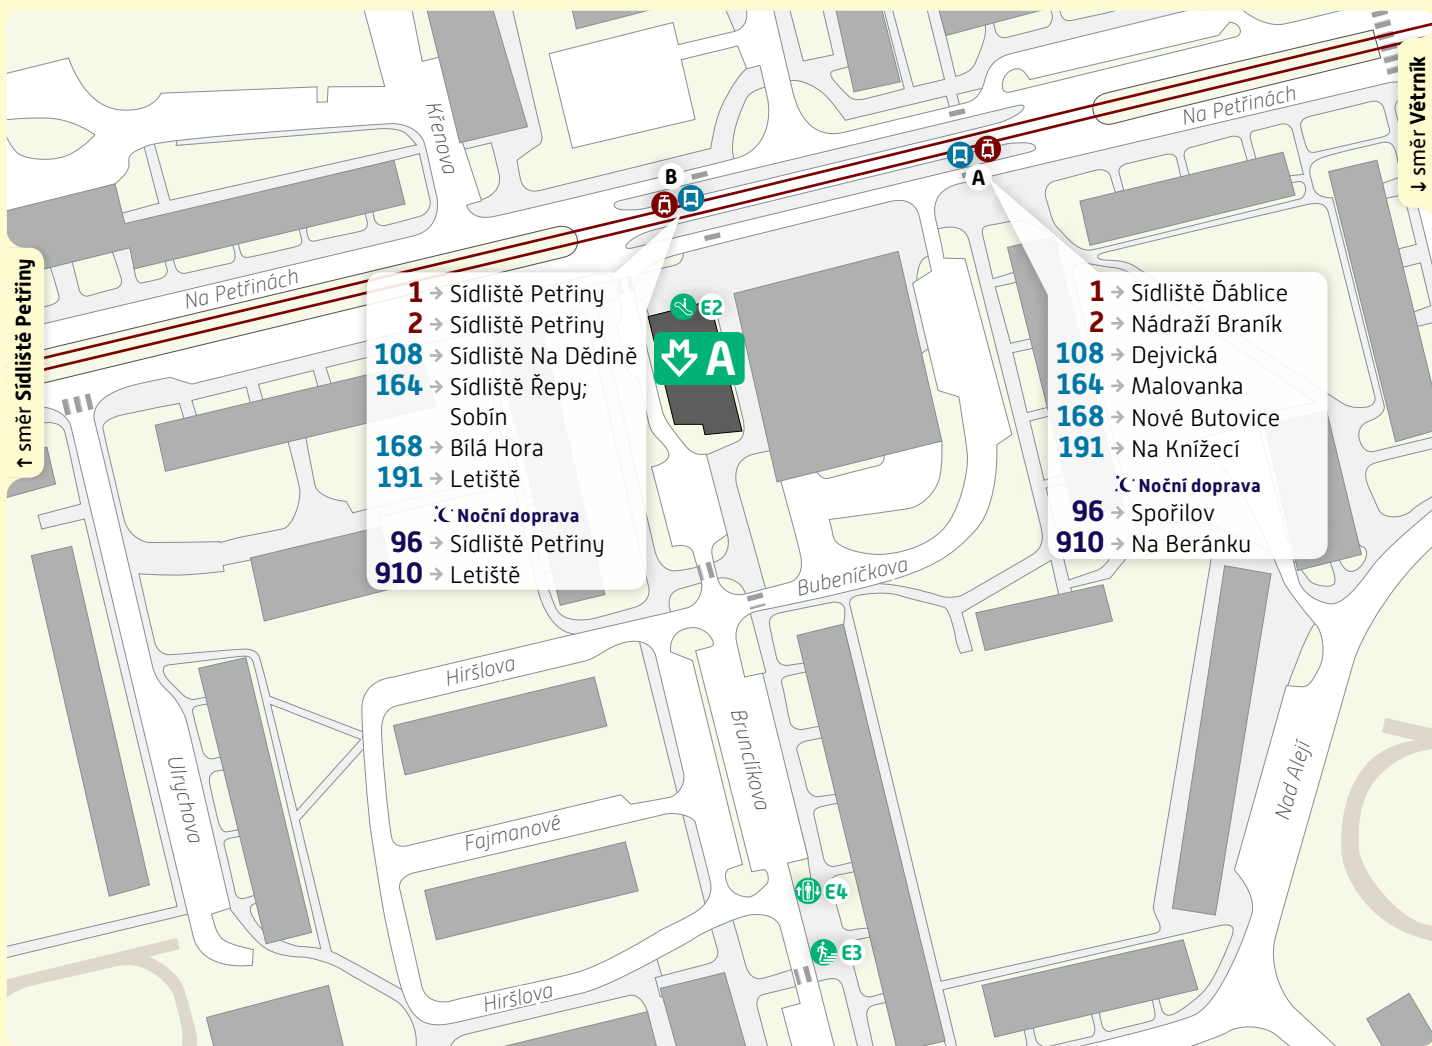 Křenova
Na Petřinách
↓ směr Větrník
B
A
Na Petřinách
↑ směr Sídliště Petřiny
1 → Sídliště Petřiny
2 → Sídliště Petřiny
108 → Sídliště Na Dědině
164 → Sídliště Řepy;
Sobín
168 → Bílá Hora
191 → Letiště
Noční doprava
96 → Sídliště Petřiny
910 → Letiště
E2
M A
1 → Sídliště Ďáblice
2 → Nádraží Braník
108 → Dejvická
164 → Malovanka
168 → Nové Butovice
191 → Na Knížecí
Noční doprava
96 → Spořilov
910 → Na Beránku
Bubeníčkova
Hiršlova
Brunclíkova
Ulrychova
Nad Alejí
Fajmanové
E4
E3
Hiršlova